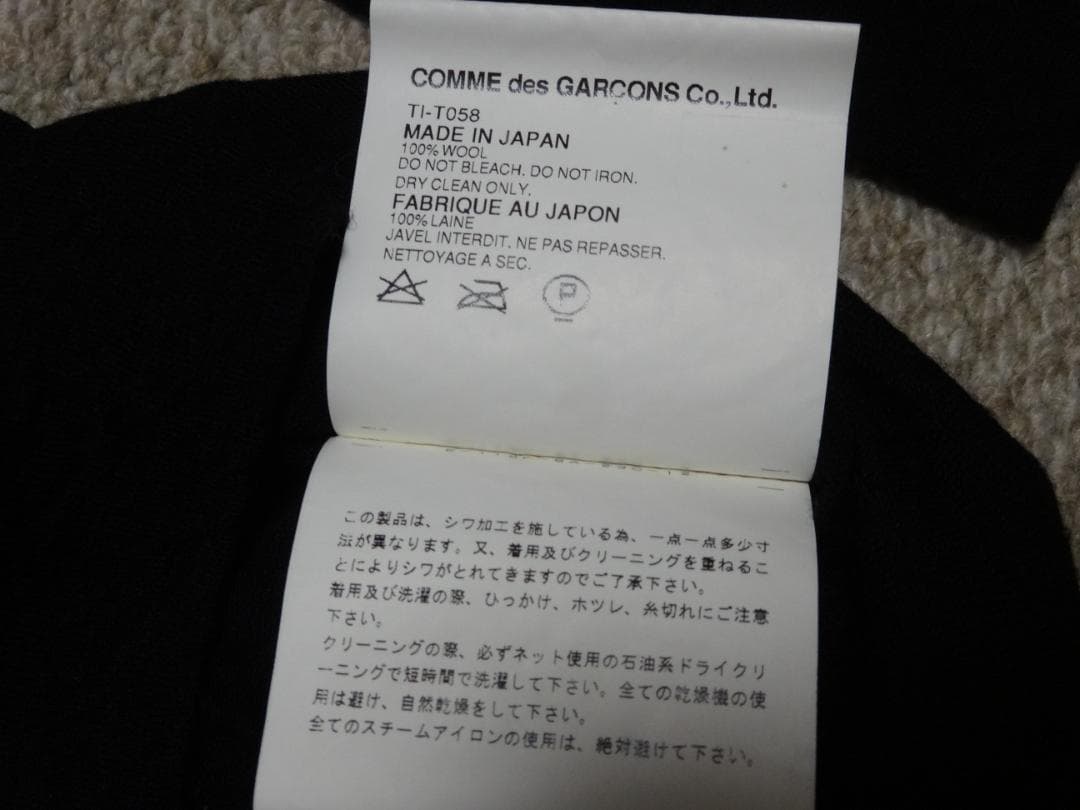 COMME des GARCONS Co.,Ltd.
TI-T058
MADE IN JAPAN
100% WOOL
DO NOT BLEACH. DO NOT IRON.
DRY CLEAN ONLY.
FABRIQUE AU JAPON
100% LAINE
JAVEL INTERDIT. NE PAS REPASSER.
NETTOYAGE A SEC.
P
この製品は、シワ加工を施している為、一点一点多少寸
法が異なります。又、着用及びクリーニングを重ねるこ
とによりシワがとれてきますのでご了承下さい。
着用及び洗濯の際、ひっかけ、ホツレ、糸切れにご注意
下さい。
クリーニングの際、必ずネット使用の石油系ドライクリ
ーニングで短時間で洗濯して下さい。全ての乾燥機の使
用は避け、自然乾燥をして下さい。
全てのスチームアイロンの使用は、絶対避けて下さい。